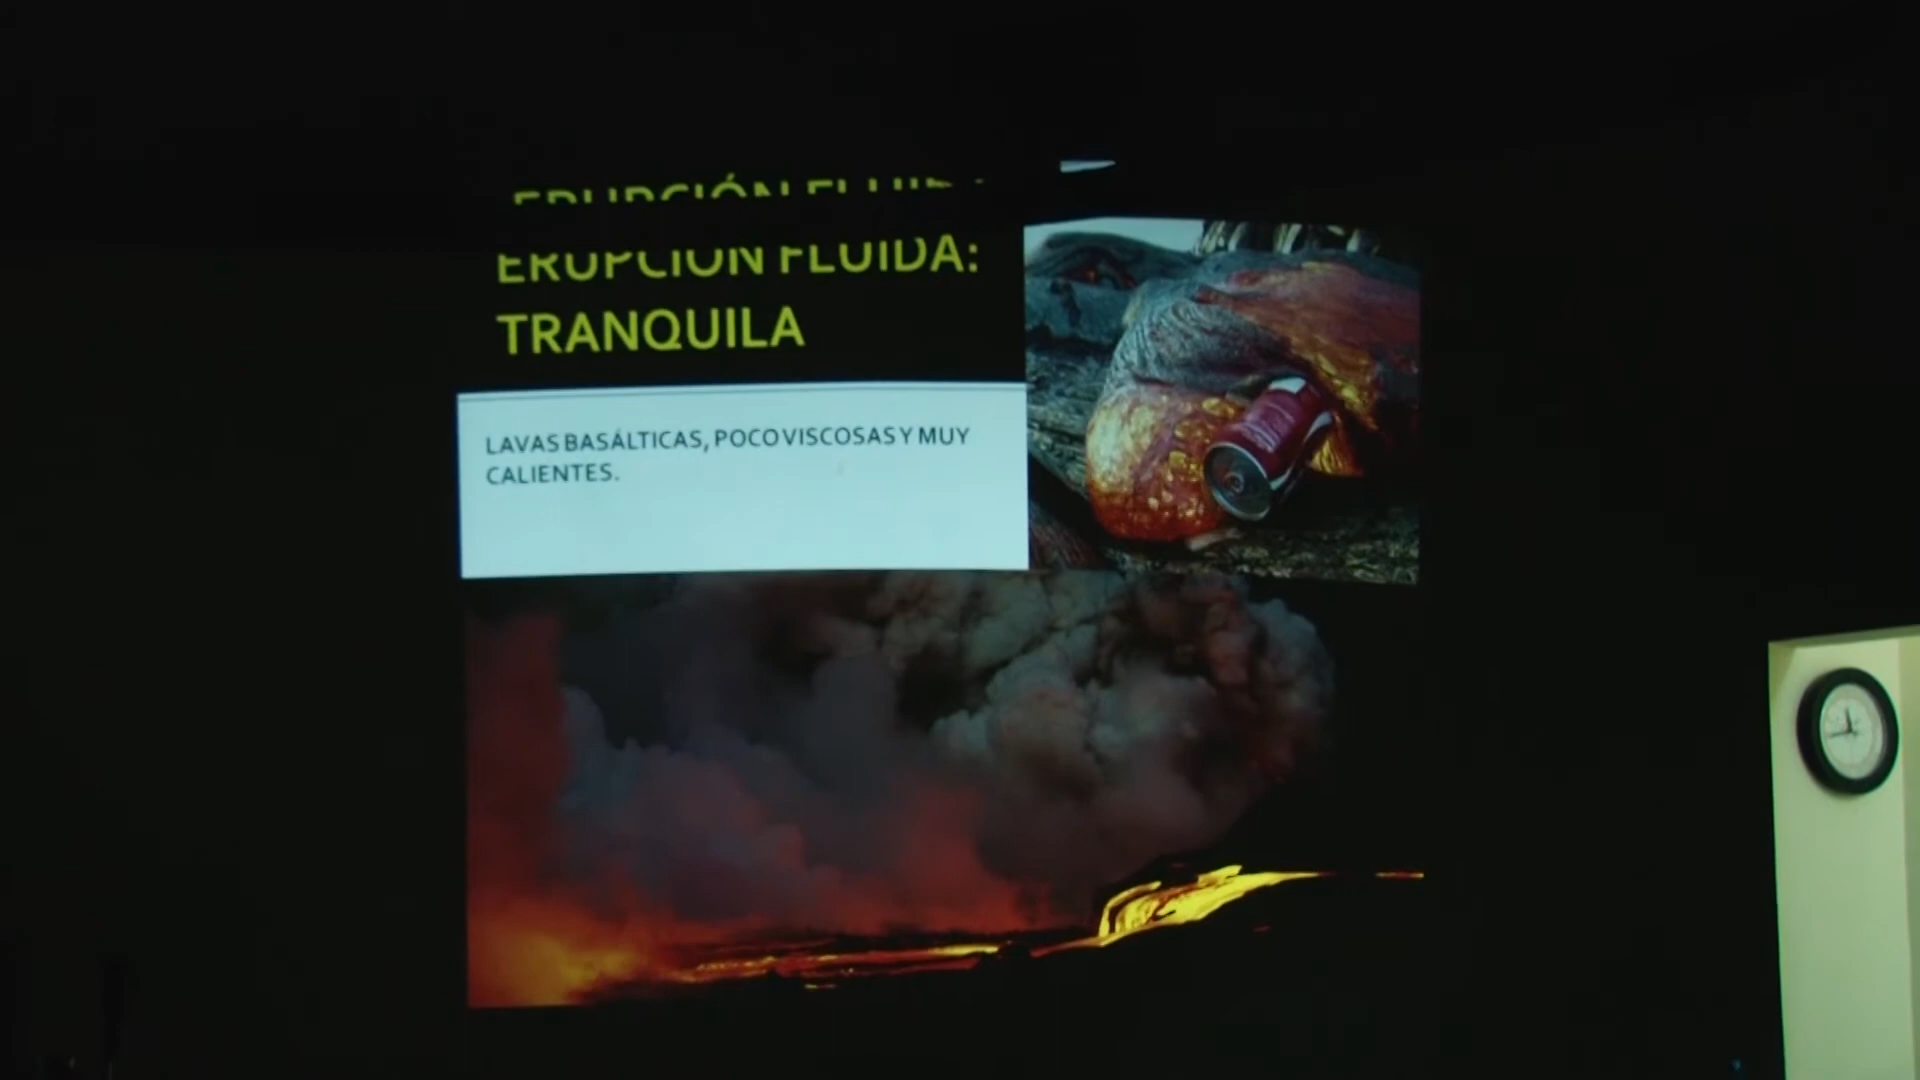 ERUPCIÓN FLUIDA:
TRANQUILA
LAVAS BASÁLTICAS, POCO VISCOSAS Y MUY
CALIENTES.